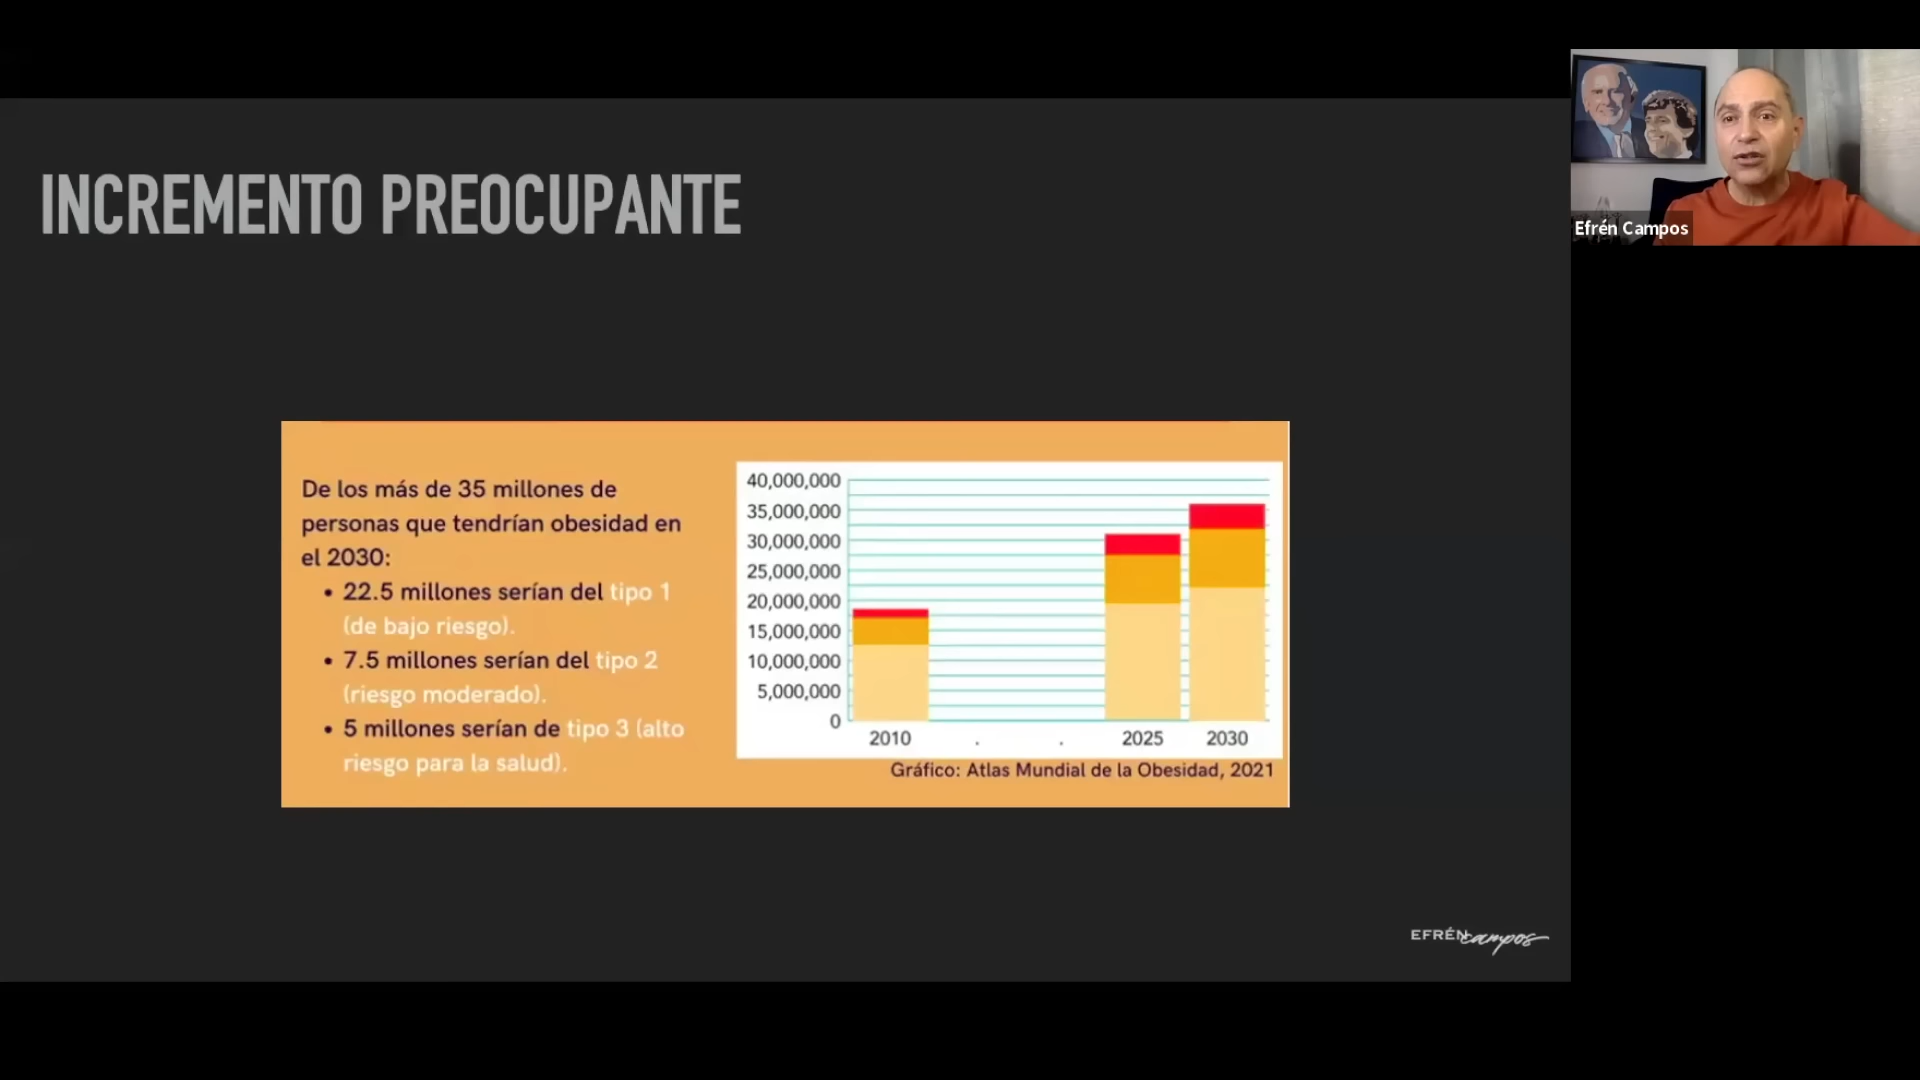 INCREMENTO PREOCUPANTE
De los más de 35 millones de
personas que tendrían obesidad en
el 2030:
• 22.5 millones serían del tipo 1
(de bajo riesgo).
• 7.5 millones serían del tipo 2
(riesgo moderado).
• 5 millones serían de tipo 3 (alto
riesgo para la salud).
40,000,000
35,000,000
30,000,000
25,000,000
20,000,000
15,000,000
10,000,000
5,000,000
0
2010 . . 2025 2030
Gráfico: Atlas Mundial de la Obesidad, 2021
Efrén Campos
EFRÉN campos